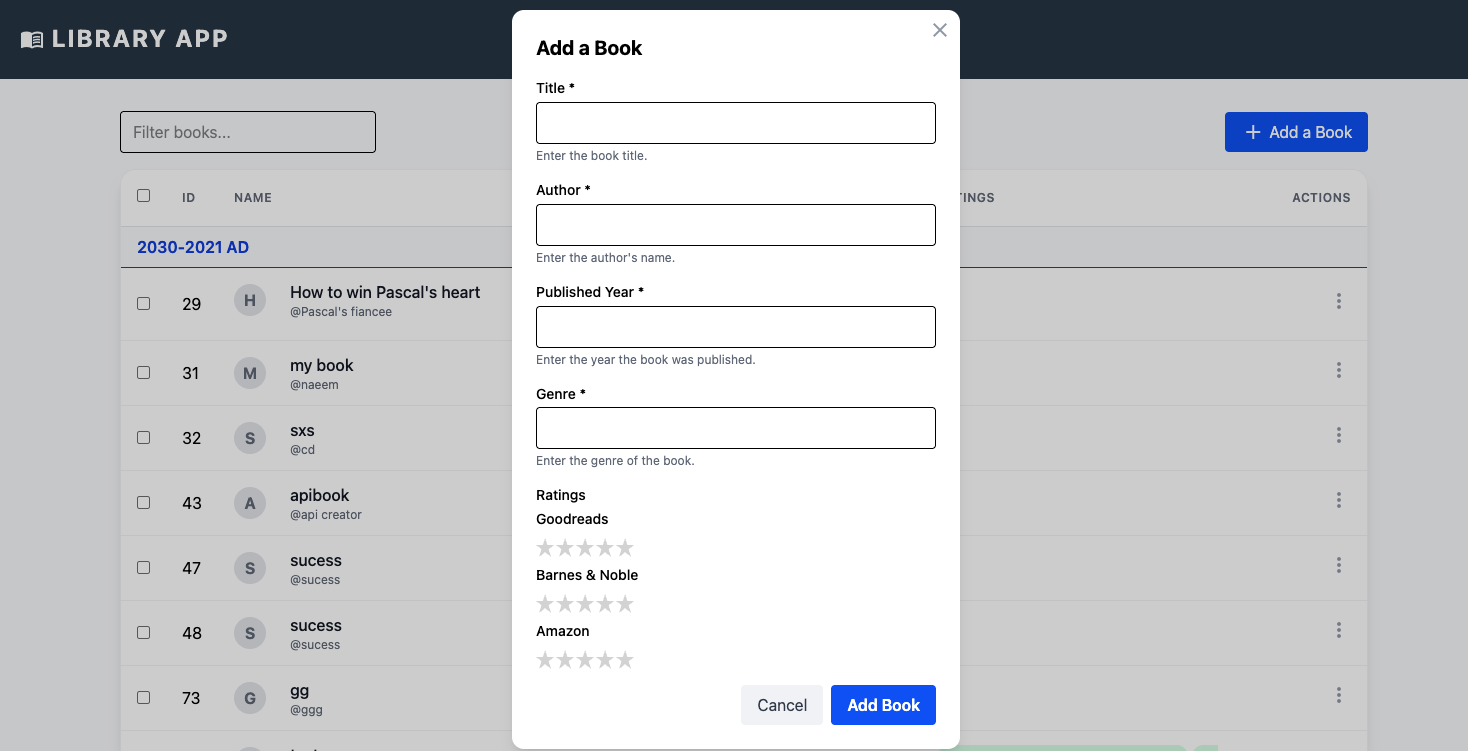 LIBRARY APP
Filter books...
Add a Book
ID NAME TINGS ACTIONS
2030-2021 AD
29 H How to win Pascal's heart
@Pascal's fiancee
31 M my book
@naeem
32 S sxs
@cd
43 A apibook
@api creator
47 S sucess
@sucess
48 S sucess
@sucess
73 G gg
@ggg
Add a Book
Title *
Enter the book title.
Author *
Enter the author's name.
Published Year *
Enter the year the book was published.
Genre *
Enter the genre of the book.
Ratings
Goodreads
Barnes & Noble
Amazon
Cancel Add Book